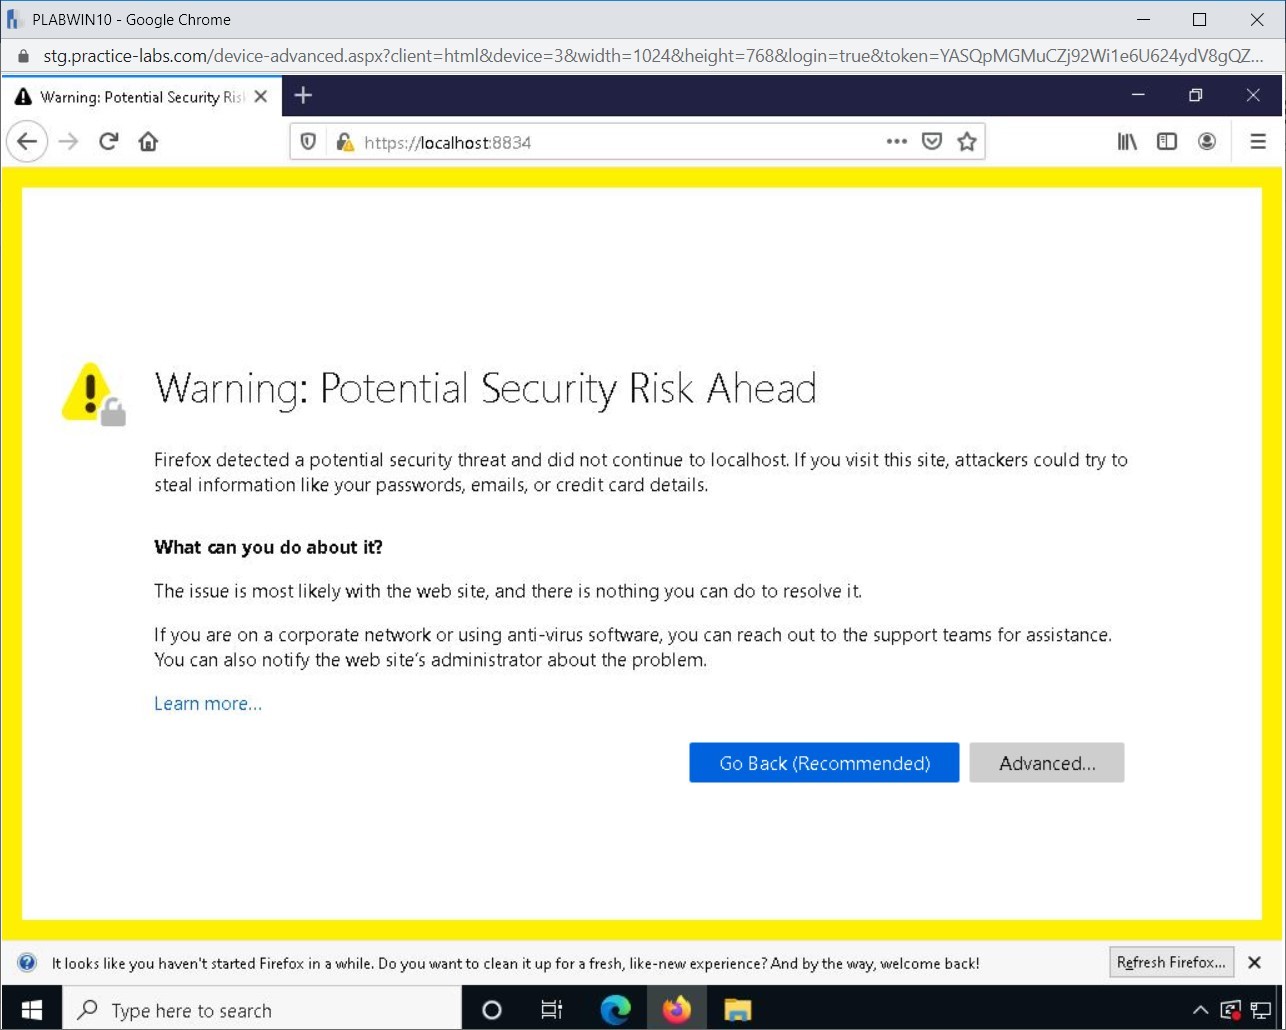 PLABWIN10 - Google Chrome
stg.practice-labs.com/device-advanced.aspx?client=html&device=3&width=1024&height=768&login=true&token=YASQpMGMuCZj92Wi1e6U624ydV8gQZ...
Warning: Potential Security Ris
https://localhost:8834
Warning: Potential Security Risk Ahead
Firefox detected a potential security threat and did not continue to localhost. If you visit this site, attackers could try to
steal information like your passwords, emails, or credit card details.
What can you do about it?
The issue is most likely with the web site, and there is nothing you can do to resolve it.
If you are on a corporate network or using anti-virus software, you can reach out to the support teams for assistance.
You can also notify the web site's administrator about the problem.
Learn more...
Go Back (Recommended) Advanced...
It looks like you haven't started Firefox in a while. Do you want to clean it up for a fresh, like-new experience? And by the way, welcome back! Refresh Firefox...
Type here to search